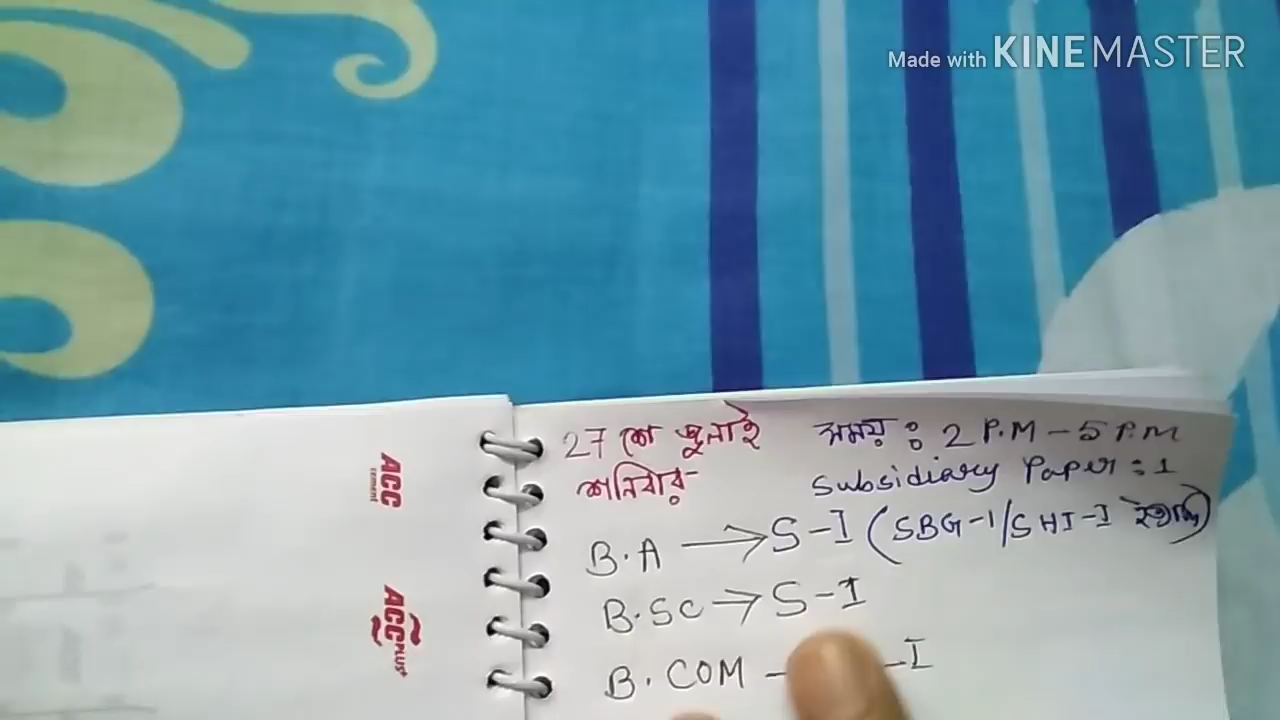 Made with KINEMASTER
ACC
cement
ACC PLUS+
27 শে জুলাই
শনিবার
সময়: 2 P.M - 5 P.M
Subsidiary Paper: 1
B.A → S-I (SBG-1/SHI-I ইত্যাদি)
B.Sc → S-I
B.COM - -I